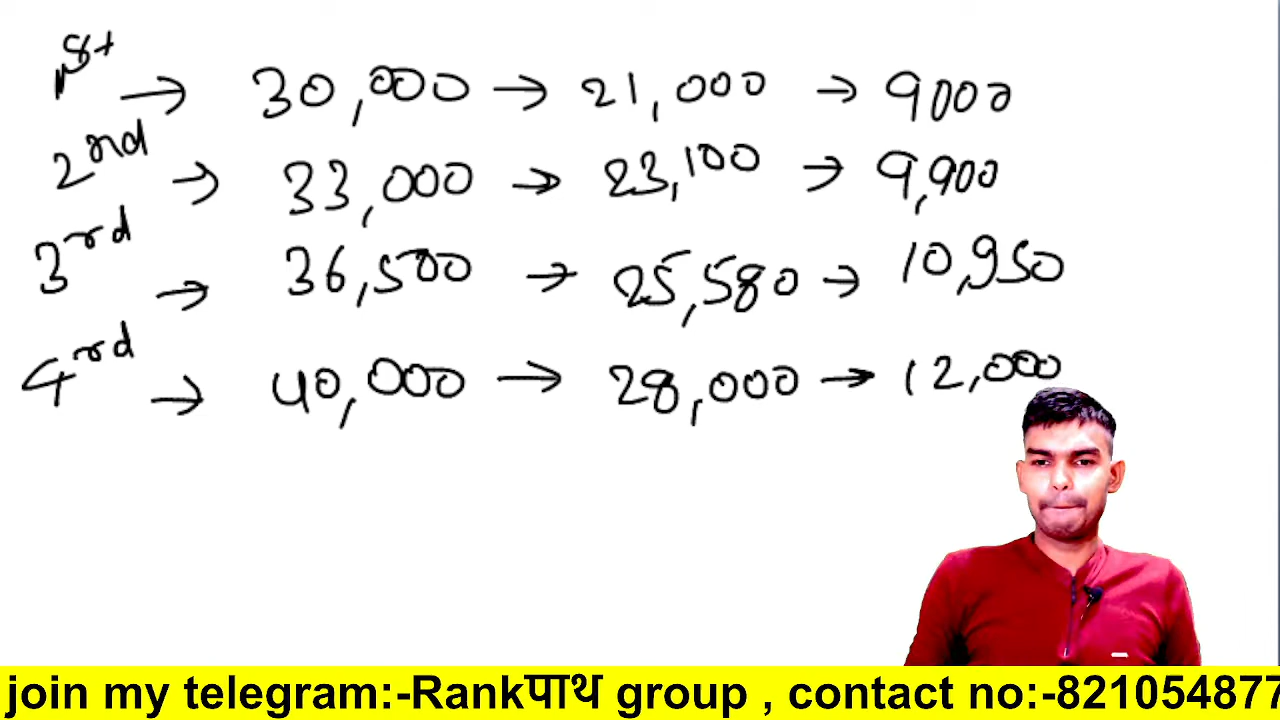 1st → 30,000 → 21,000 → 9000
2nd → 33,000 → 23,100 → 9,900
3rd → 36,500 → 25,580 → 10,950
4rd → 40,000 → 28,000 → 12,000
join my telegram:-Rankपाथ group , contact no:-821054877